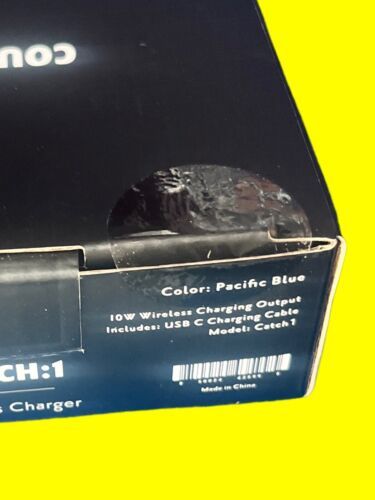 COU
Color: Pacific Blue
10W Wireless Charging Output
Includes: USB C Charging Cable
Model: Catch1
CH:1
s Charger
Made in China